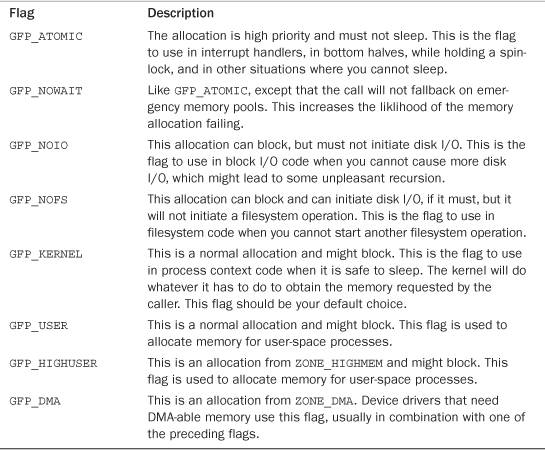 Flag Description
GFP_ATOMIC The allocation is high priority and must not sleep. This is the flag
to use in interrupt handlers, in bottom halves, while holding a spin-
lock, and in other situations where you cannot sleep.
GFP_NOWAIT Like GFP_ATOMIC, except that the call will not fallback on emer-
gency memory pools. This increases the liklihood of the memory
allocation failing.
GFP_NOIO This allocation can block, but must not initiate disk I/O. This is the
flag to use in block I/O code when you cannot cause more disk
I/O, which might lead to some unpleasant recursion.
GFP_NOFS This allocation can block and can initiate disk I/O, if it must, but it
will not initiate a filesystem operation. This is the flag to use in
filesystem code when you cannot start another filesystem operation.
GFP_KERNEL This is a normal allocation and might block. This is the flag to use
in process context code when it is safe to sleep. The kernel will do
whatever it has to do to obtain the memory requested by the
caller. This flag should be your default choice.
GFP_USER This is a normal allocation and might block. This flag is used to
allocate memory for user-space processes.
GFP_HIGHUSER This is an allocation from ZONE_HIGHMEM and might block. This
flag is used to allocate memory for user-space processes.
GFP_DMA This is an allocation from ZONE_DMA. Device drivers that need
DMA-able memory use this flag, usually in combination with one of
the preceding flags.